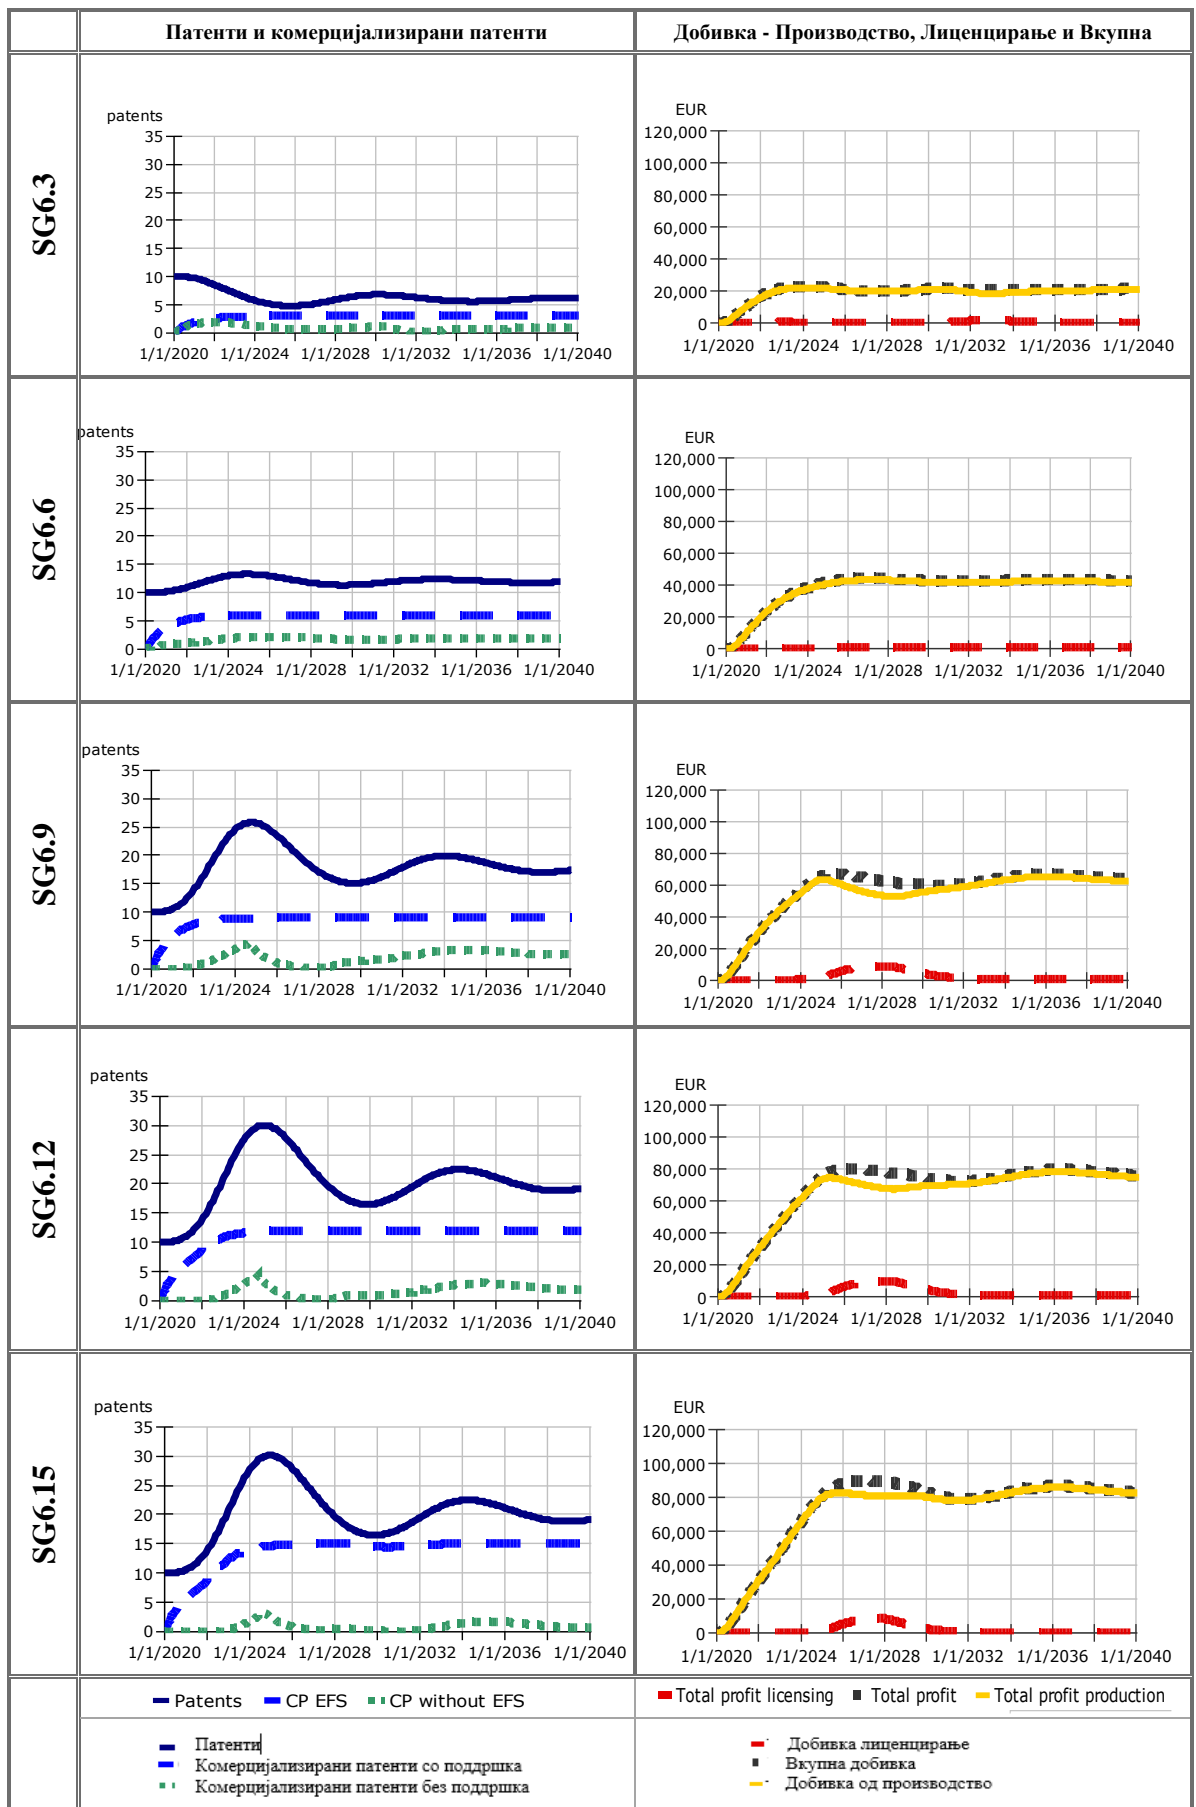 Патенти и комерцијализирани патенти
Добивка - Производство, Лиценцирање и Вкупна
SG6.3
patents
35
30
25
20
15
10
5
0
1/1/2020 1/1/2024 1/1/2028 1/1/2032 1/1/2036 1/1/2040
EUR
120,000
100,000
80,000
60,000
40,000
20,000
0
1/1/2020 1/1/2024 1/1/2028 1/1/2032 1/1/2036 1/1/2040
SG6.6
patents
35
30
25
20
15
10
5
0
1/1/2020 1/1/2024 1/1/2028 1/1/2032 1/1/2036 1/1/2040
EUR
120,000
100,000
80,000
60,000
40,000
20,000
0
1/1/2020 1/1/2024 1/1/2028 1/1/2032 1/1/2036 1/1/2040
SG6.9
patents
35
30
25
20
15
10
5
0
1/1/2020 1/1/2024 1/1/2028 1/1/2032 1/1/2036 1/1/2040
EUR
120,000
100,000
80,000
60,000
40,000
20,000
0
1/1/2020 1/1/2024 1/1/2028 1/1/2032 1/1/2036 1/1/2040
SG6.12
patents
35
30
25
20
15
10
5
0
1/1/2020 1/1/2024 1/1/2028 1/1/2032 1/1/2036 1/1/2040
EUR
120,000
100,000
80,000
60,000
40,000
20,000
0
1/1/2020 1/1/2024 1/1/2028 1/1/2032 1/1/2036 1/1/2040
SG6.15
patents
35
30
25
20
15
10
5
0
1/1/2020 1/1/2024 1/1/2028 1/1/2032 1/1/2036 1/1/2040
EUR
120,000
100,000
80,000
60,000
40,000
20,000
0
1/1/2020 1/1/2024 1/1/2028 1/1/2032 1/1/2036 1/1/2040
Patents CP EFS CP without EFS
Total profit licensing Total profit Total profit production
Патенти
Комерцијализирани патенти со поддршка
Комерцијализирани патенти без поддршка
Добивка лиценцирање
Вкупна добивка
Добивка од производство